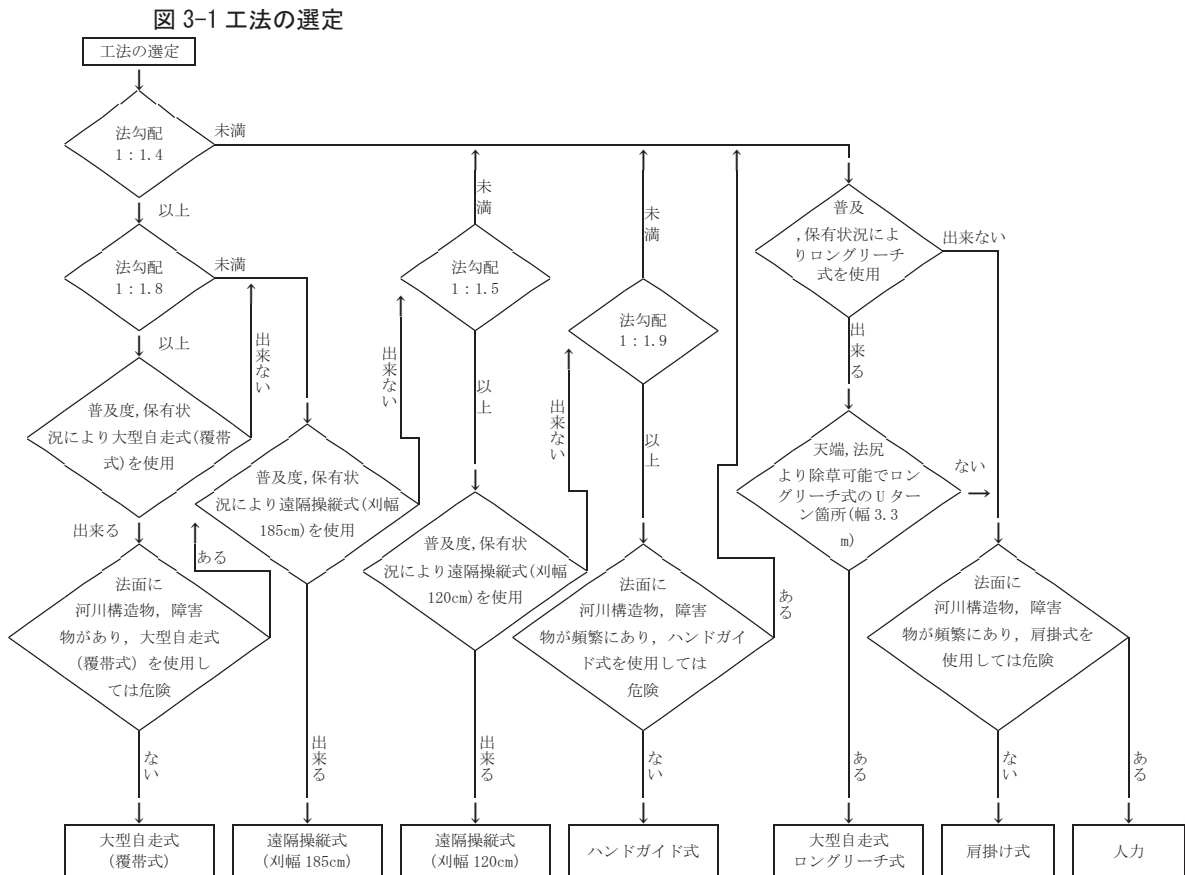 図 3-1 工法の選定
工法の選定
法勾配
1:1.4
未満
以上
法勾配
1:1.8
未満
以上
出来ない
普及度,保有状
況により大型自走式(覆帯
式)を使用
出来る
ある
法面に
河川構造物，障害
物があり，大型自走式
(覆帯式) を使用し
ては危険
ない
大型自走式
(覆帯式)
普及度,保有状
況により遠隔操縦式(刈幅
185cm)を使用
出来ない
出来る
遠隔操縦式
(刈幅 185cm)
未満
法勾配
1:1.5
以上
普及度,保有状
況により遠隔操縦式(刈幅
120cm)を使用
出来ない
出来る
遠隔操縦式
(刈幅 120cm)
未満
法勾配
1:1.9
以上
法面に
河川構造物，障害
物が頻繁にあり，ハンドガイ
ド式を使用しては
危険
ある
ない
ハンドガイド式
普及
,保有状況によ
りロングリーチ
式を使用
出来ない
出来る
天端,法尻
より除草可能でロン
グリーチ式の U ター
ン箇所(幅 3.3
m)
ない
ある
大型自走式
ロングリーチ式
法面に
河川構造物，障害
物が頻繁にあり，肩掛式を
使用しては危険
ない
ある
肩掛け式
人力